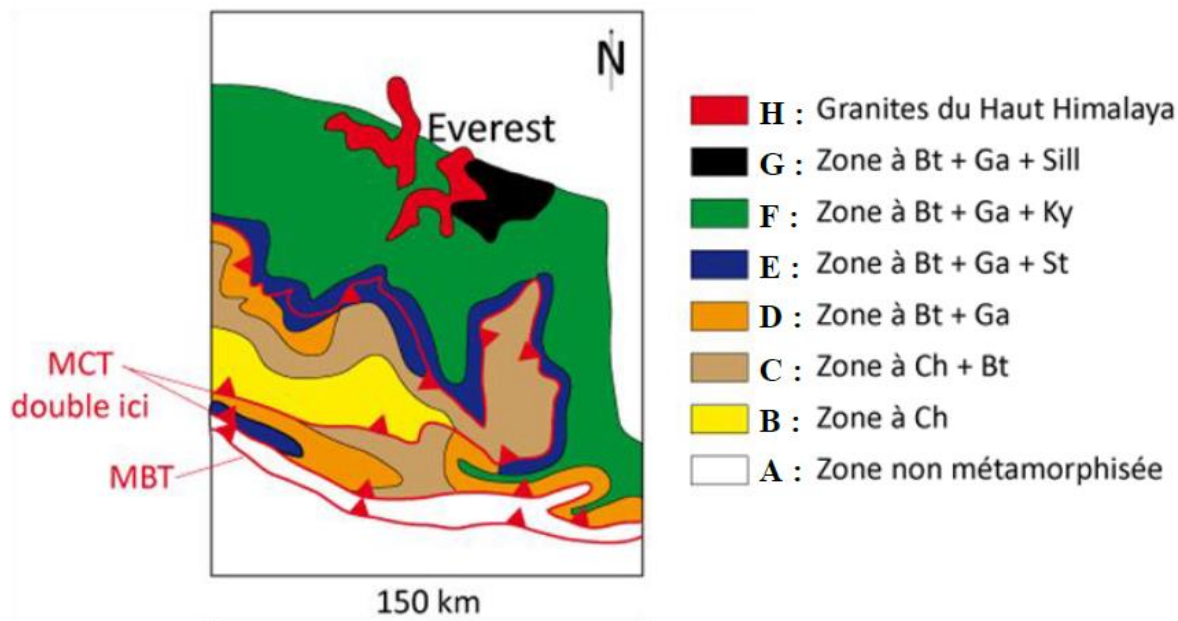 N
Everest
MCT
double ici
MBT
150 km
H : Granites du Haut Himalaya
G : Zone à Bt + Ga + Sill
F : Zone à Bt + Ga + Ky
E : Zone à Bt + Ga + St
D : Zone à Bt + Ga
C : Zone à Ch + Bt
B : Zone à Ch
A : Zone non métamorphisée